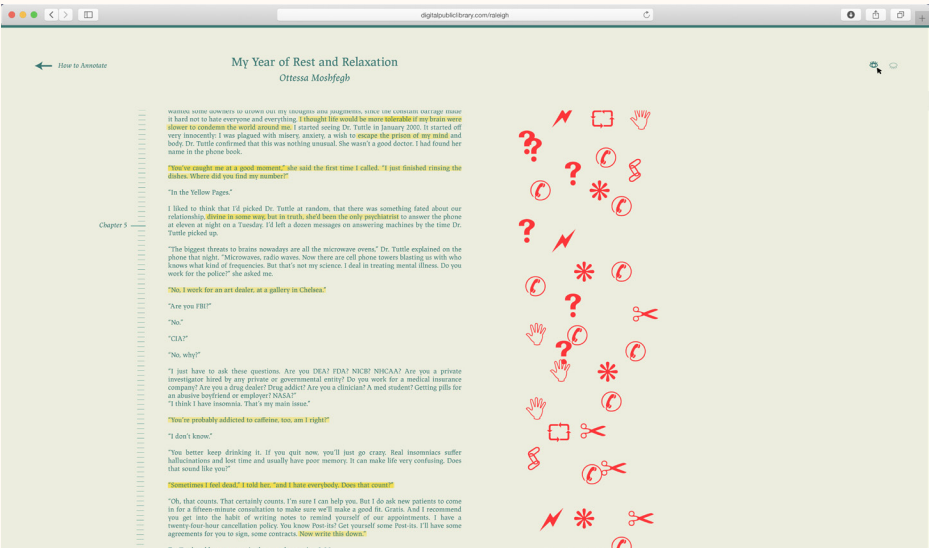 digitalpubliclibrary.com/raleigh
How to Annotate
My Year of Rest and Relaxation
Ottessa Moshfegh
wanted some downers to drown out my thoughts and judgments, since the constant barrage made
it hard not to hate everyone and everything. I thought life would be more tolerable if my brain were
slower to condemn the world around me. I started seeing Dr. Tuttle in January 2000. It started off
very innocently: I was plagued with misery, anxiety, a wish to escape the prison of my mind and
body. Dr. Tuttle confirmed that this was nothing unusual. She wasn't a good doctor. I had found her
name in the phone book.
"You've caught me at a good moment," she said the first time I called. "I just finished rinsing the
dishes. Where did you find my number?"
"In the Yellow Pages."
I liked to think that I'd picked Dr. Tuttle at random, that there was something fated about our
relationship, divine in some way, but in truth, she'd been the only psychiatrist to answer the phone
at eleven at night on a Tuesday. I'd left a dozen messages on answering machines by the time Dr.
Tuttle picked up.
Chapter 5
"The biggest threats to brains nowadays are all the microwave ovens," Dr. Tuttle explained on the
phone that night. "Microwaves, radio waves. Now there are cell phone towers blasting us with who
knows what kind of frequencies. But that's not my science. I deal in treating mental illness. Do you
work for the police?" she asked me.
"No, I work for an art dealer, at a gallery in Chelsea."
"Are you FBI?"
"No."
"CIA?"
"No, why?"
"I just have to ask these questions. Are you DEA? FDA? NICB? NHCAA? Are you a private
investigator hired by any private or governmental entity? Do you work for a medical insurance
company? Are you a drug dealer? Drug addict? Are you a clinician? A med student? Getting pills for
an abusive boyfriend or employer? NASA?"
"I think I have insomnia. That's my main issue."
"You're probably addicted to caffeine, too, am I right?"
"I don't know."
"You better keep drinking it. If you quit now, you'll just go crazy. Real insomniacs suffer
hallucinations and lost time and usually have poor memory. It can make life very confusing. Does
that sound like you?"
"Sometimes I feel dead," I told her, "and I hate everybody. Does that count?"
"Oh, that counts. That certainly counts. I'm sure I can help you. But I do ask new patients to come
in for a fifteen-minute consultation to make sure we'll make a good fit. Gratis. And I recommend
you get into the habit of writing notes to remind yourself of our appointments. I have a
twenty-four-hour cancellation policy. You know Post-its? Get yourself some Post-its. I'll have some
agreements for you to sign, some contracts. Now write this down."